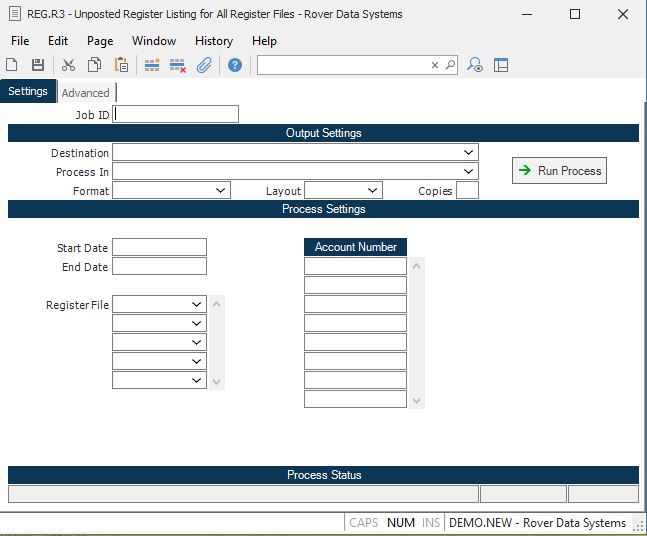 REG.R3 - Unposted Register Listing for All Register Files - Rover Data Systems
File Edit Page Window History Help
Settings Advanced
Job ID
Output Settings
Destination
Process In
Run Process
Format Layout Copies
Process Settings
Start Date
Account Number
End Date
Register File
Process Status
CAPS NUM INS DEMO.NEW - Rover Data Systems